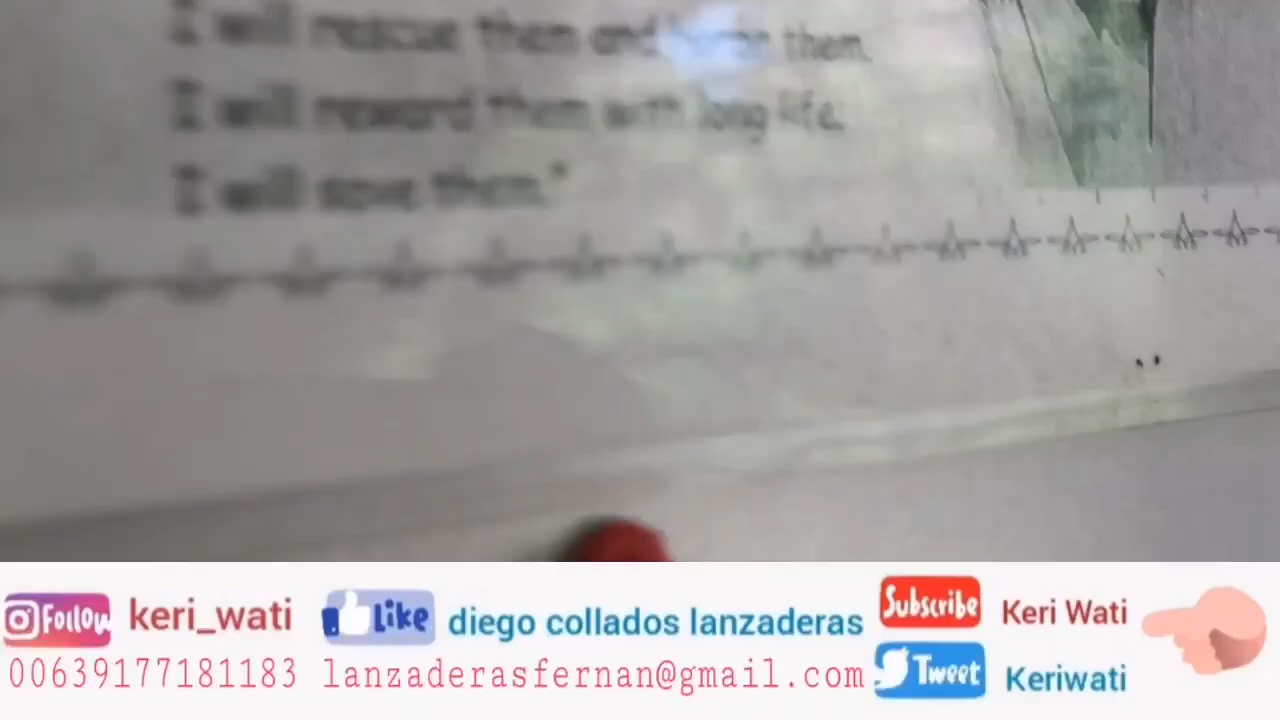 I will rescue them and honor them.
I will reward them with long life;
I will save them."
Follow keri_wati Like diego collados lanzaderas Subscribe Keri Wati
00639177181183 lanzaderasfernan@gmail.com Tweet Keriwati